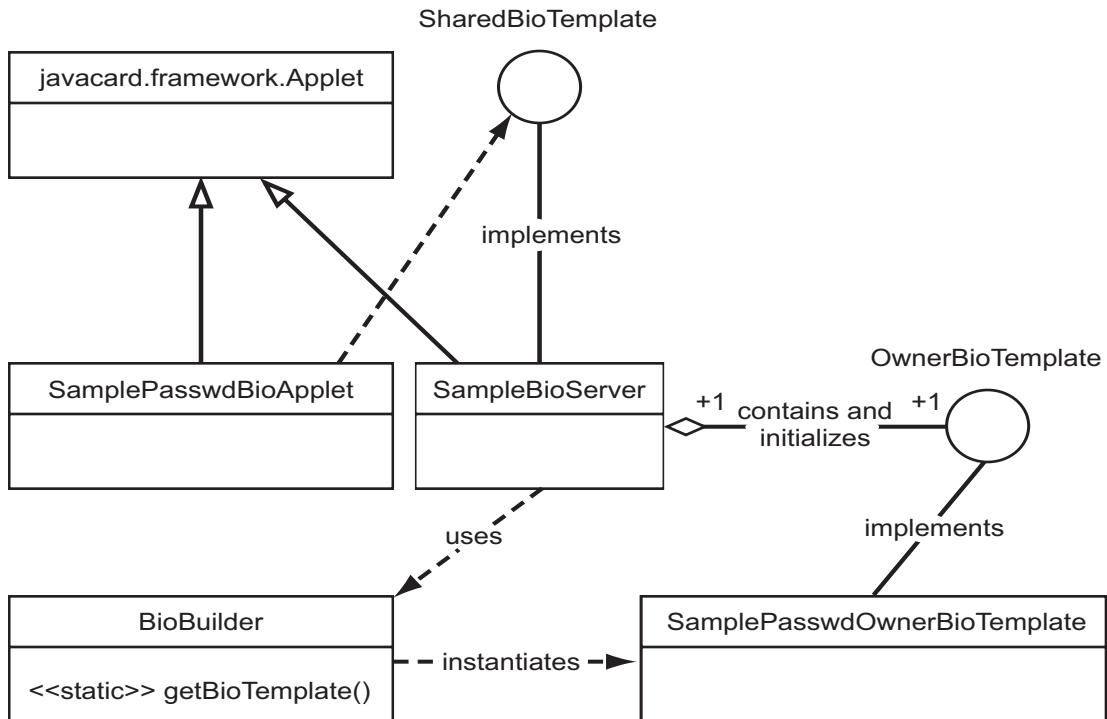 SharedBioTemplate
javacard.framework.Applet
implements
SamplePasswdBioApplet
SampleBioServer
OwnerBioTemplate
+1
contains and
initializes
+1
uses
implements
BioBuilder
<<static>> getBioTemplate()
instantiates
SamplePasswdOwnerBioTemplate